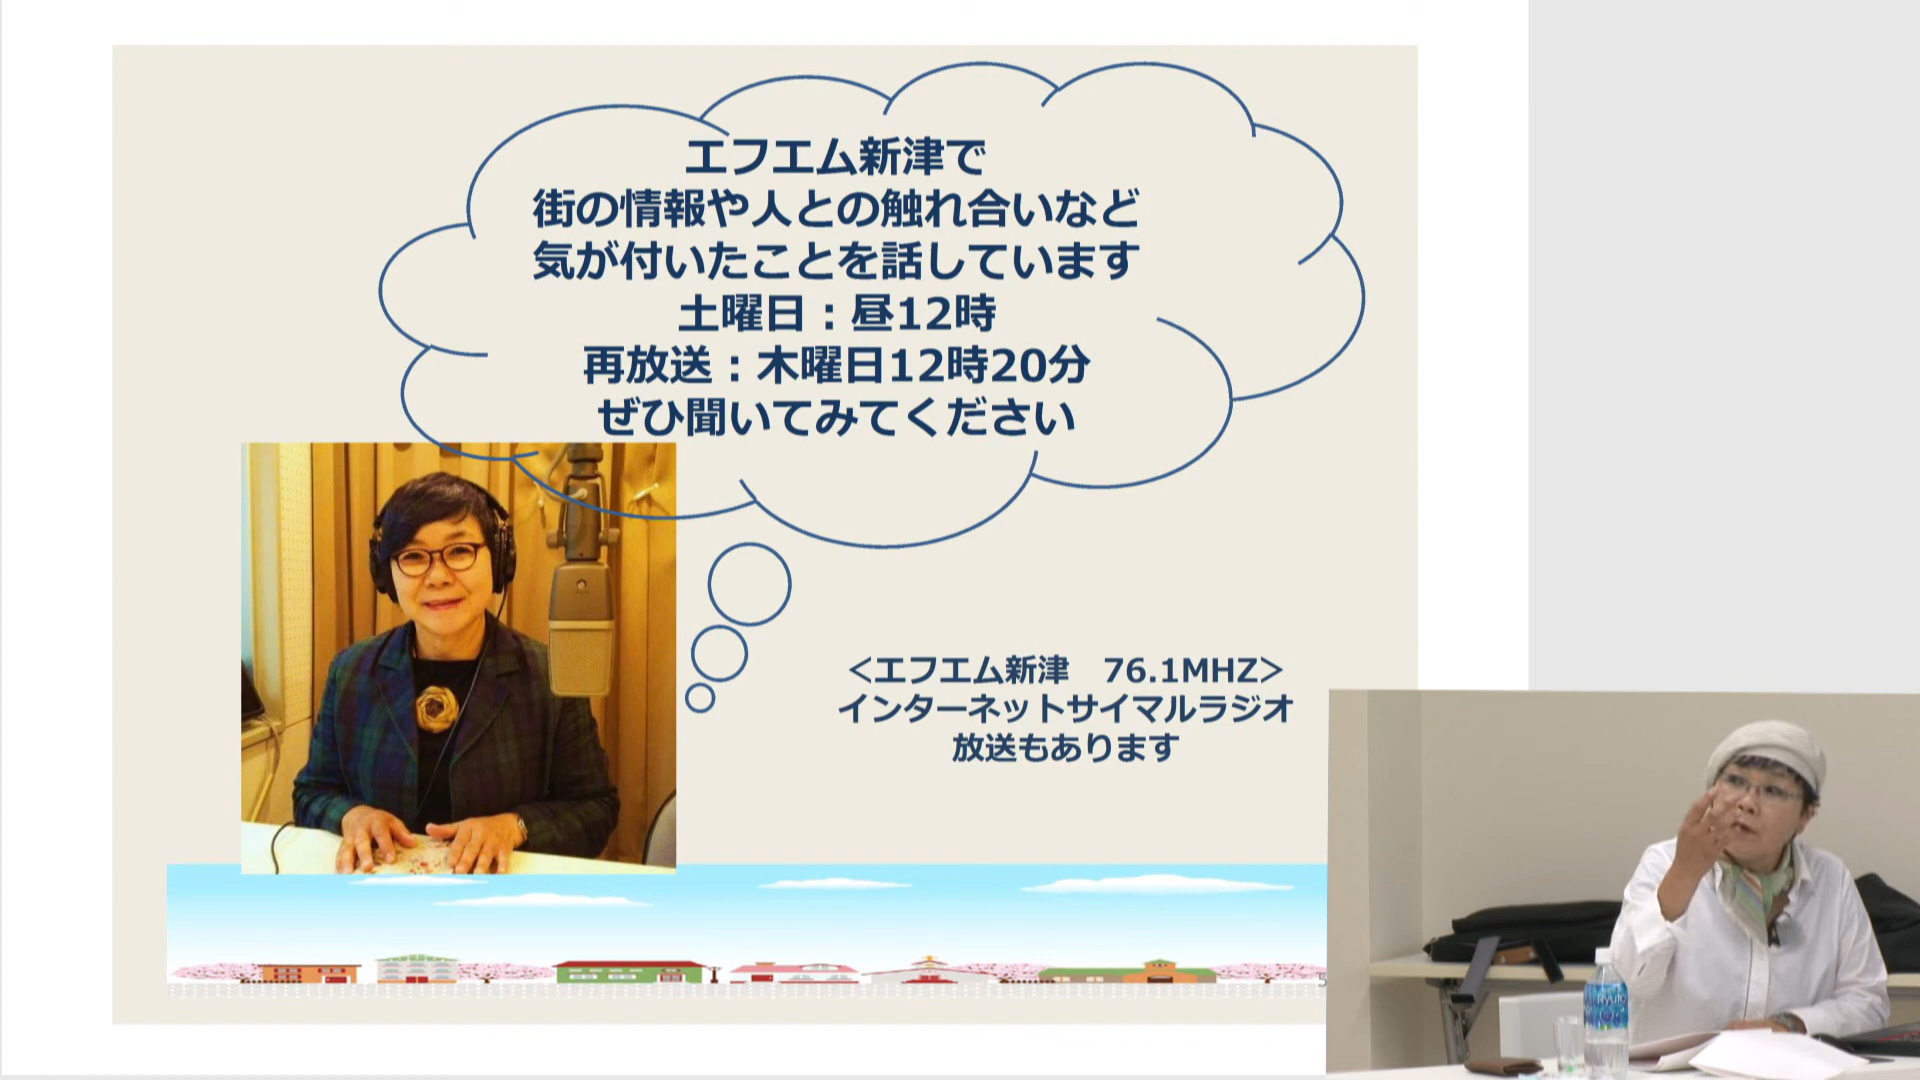 エフエム新津で
街の情報や人との触れ合いなど
気が付いたことを話しています
土曜日：昼12時
再放送：木曜日12時20分
ぜひ聞いてみてください
＜エフエム新津　76.1MHZ＞
インターネットサイマルラジオ
放送もあります
5
Ryuto